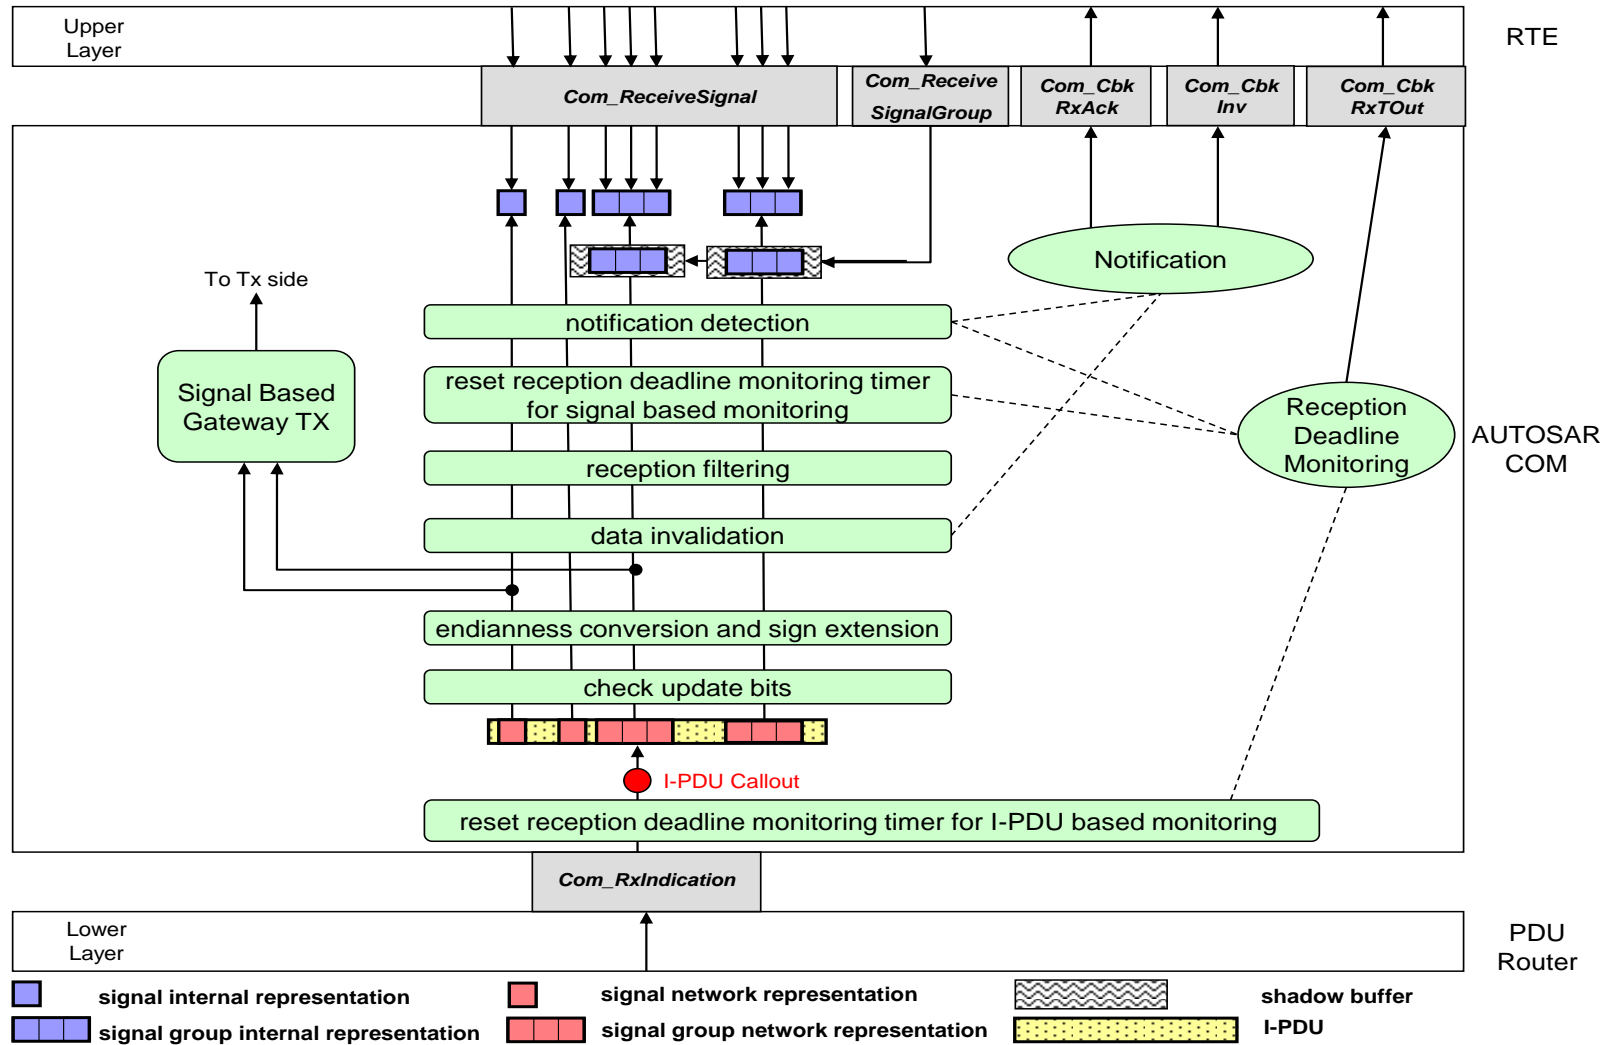 Upper
Layer
RTE
Com_ReceiveSignal
Com_Receive
SignalGroup
Com_Cbk
RxAck
Com_Cbk
Inv
Com_Cbk
RxTOut
To Tx side
Notification
notification detection
reset reception deadline monitoring timer
for signal based monitoring
Signal Based
Gateway TX
Reception
Deadline
Monitoring
AUTOSAR
COM
reception filtering
data invalidation
endianness conversion and sign extension
check update bits
I-PDU Callout
reset reception deadline monitoring timer for I-PDU based monitoring
Com_RxIndication
Lower
Layer
PDU
Router
signal internal representation
signal network representation
shadow buffer
signal group internal representation
signal group network representation
I-PDU